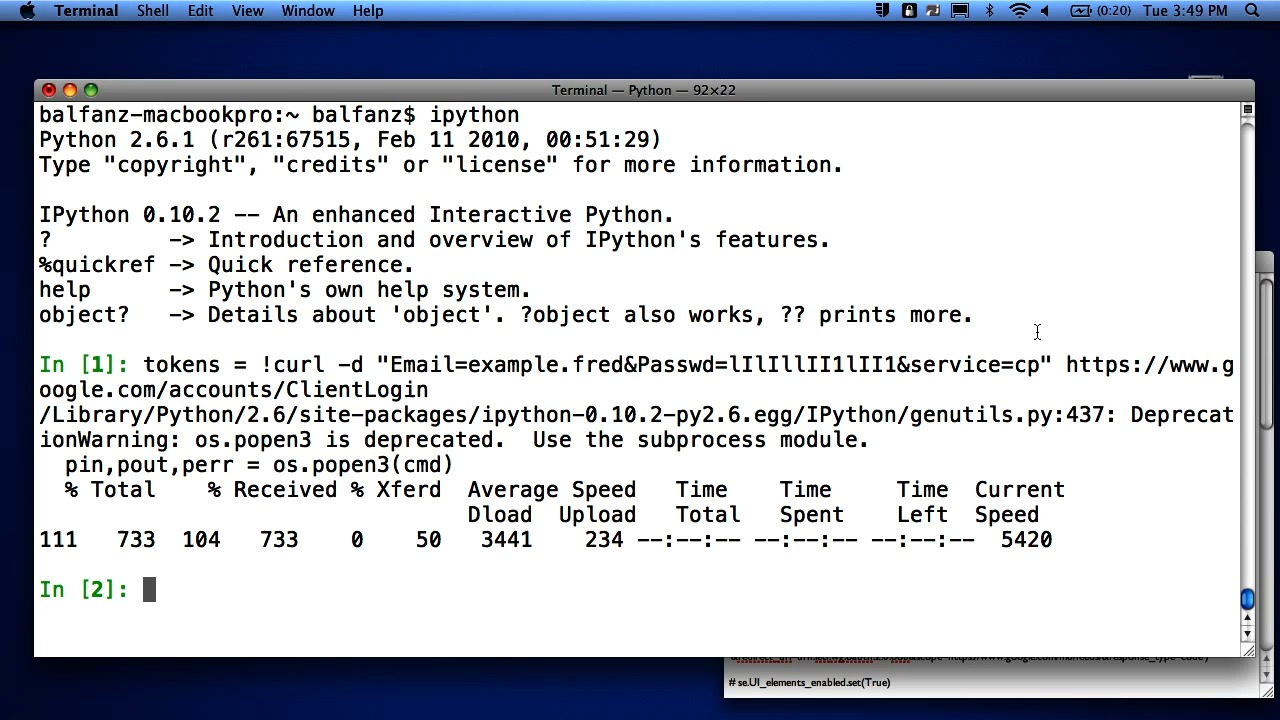 Terminal Shell Edit View Window Help (0:20) Tue 3:49 PM
Terminal — Python — 92×22
balfanz-macbookpro:~ balfanz$ ipython
Python 2.6.1 (r261:67515, Feb 11 2010, 00:51:29)
Type "copyright", "credits" or "license" for more information.
IPython 0.10.2 -- An enhanced Interactive Python.
? -> Introduction and overview of IPython's features.
%quickref -> Quick reference.
help -> Python's own help system.
object? -> Details about 'object'. ?object also works, ?? prints more.
In [1]: tokens = !curl -d "Email=example.fred&Passwd=lIlIllII1lII1&service=cp" https://www.g
oogle.com/accounts/ClientLogin
/Library/Python/2.6/site-packages/ipython-0.10.2-py2.6.egg/IPython/genutils.py:437: Deprecat
ionWarning: os.popen3 is deprecated.  Use the subprocess module.
pin,pout,perr = os.popen3(cmd)
% Total % Received % Xferd Average Speed Time Time Time Current
Dload Upload Total Spent Left Speed
111 733 104 733 0 50 3441 234 --:--:-- --:--:-- --:--:-- 5420
In [2]:
# se.UI_elements_enabled.set(True)